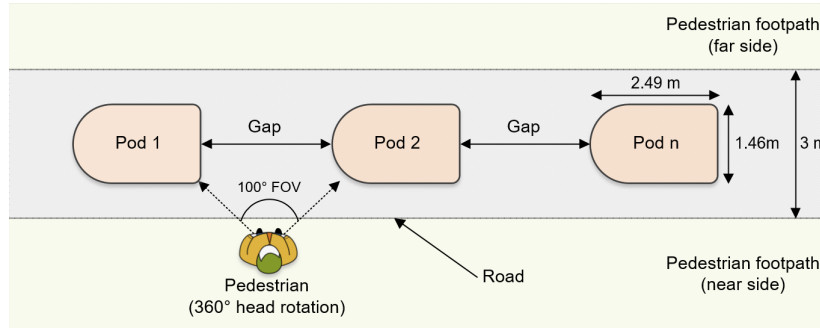 Pedestrian footpath
(far side)
2.49 m
Pod 1
Gap
Pod 2
Gap
Pod n
1.46m
3 m
100° FOV
Pedestrian
(360° head rotation)
Road
Pedestrian footpath
(near side)